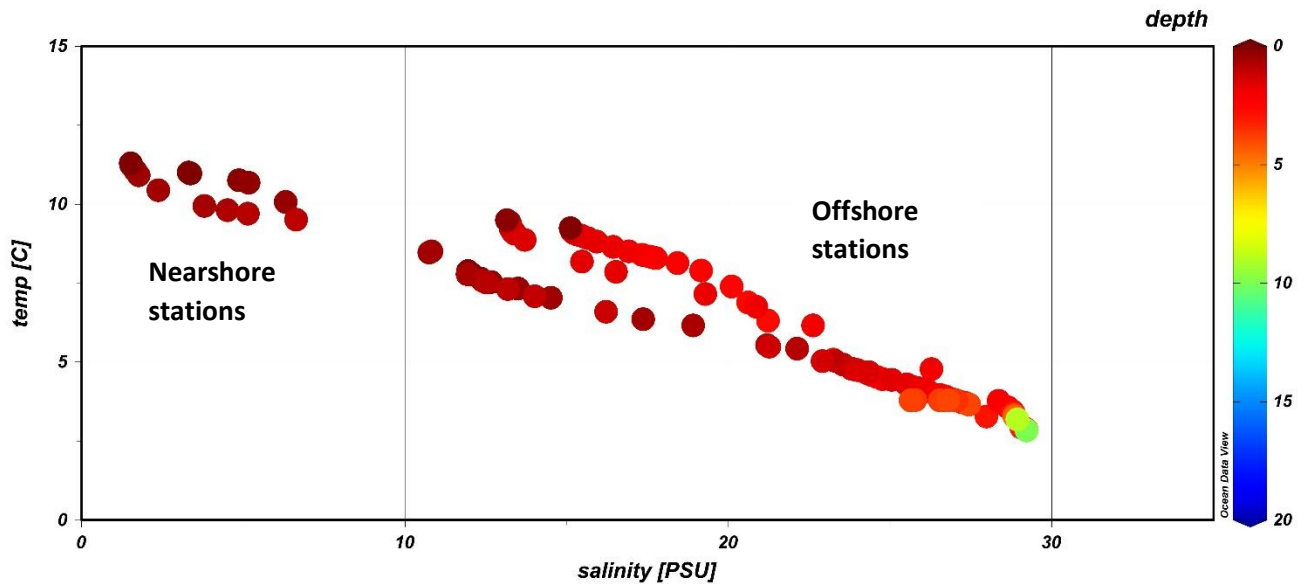 depth
15
10
5
0
temp [C]
0
10
20
30
salinity [PSU]
Nearshore
stations
Offshore
stations
0
5
10
15
20
Ocean Data View